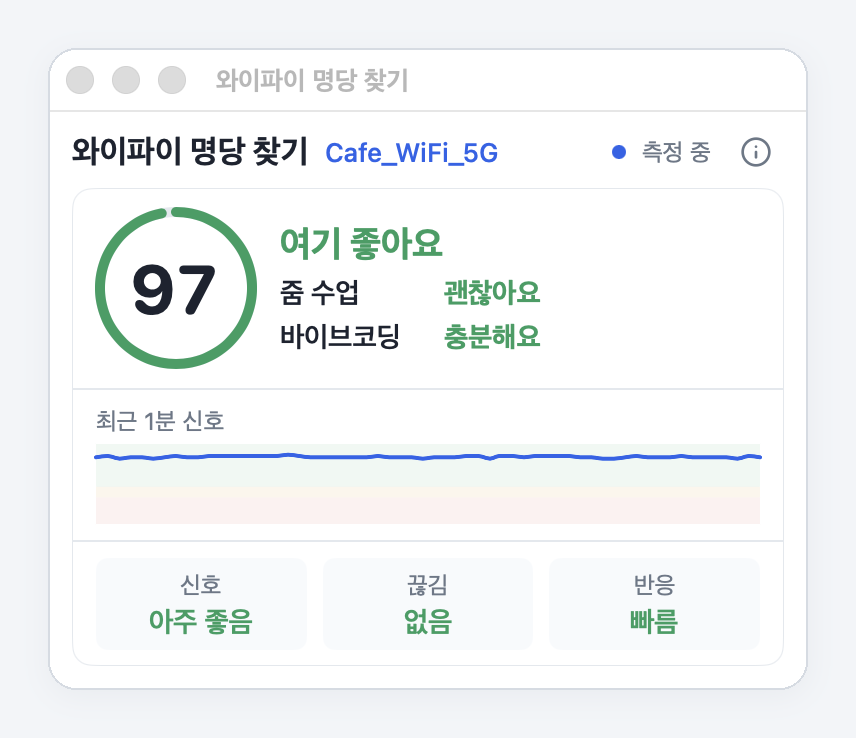 와이파이 명당 찾기
와이파이 명당 찾기 Cafe_WiFi_5G 측정 중
97
여기 좋아요
줌 수업 괜찮아요
바이브코딩 충분해요
최근 1분 신호
신호 끊김 반응
아주 좋음 없음 빠름